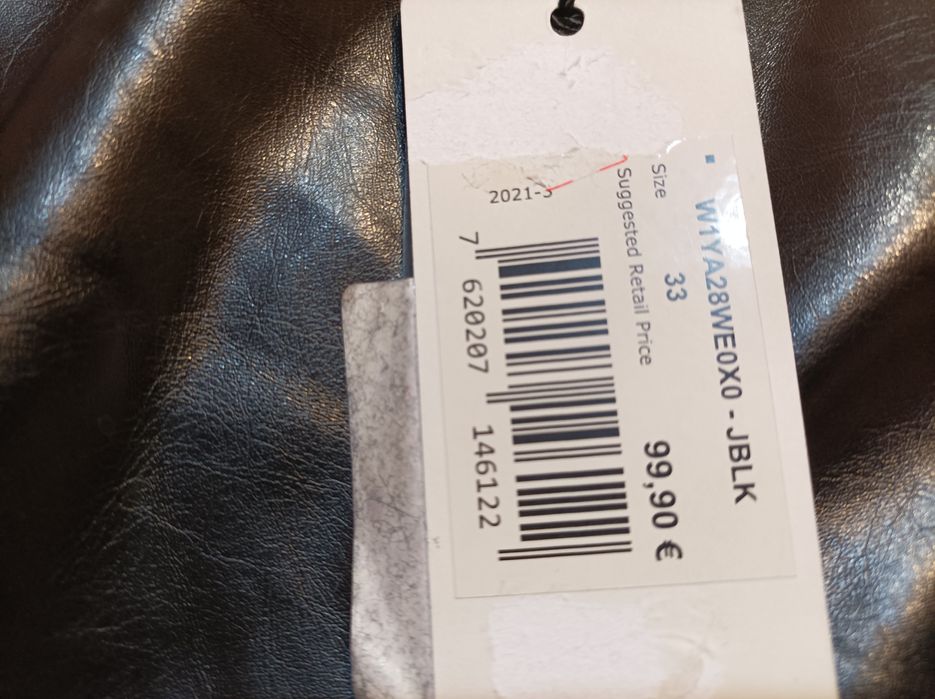 W1YA28WE0X0 - JBLK
Size 33
Suggested Retail Price 99,90 €
2021-3
7 620207 146122